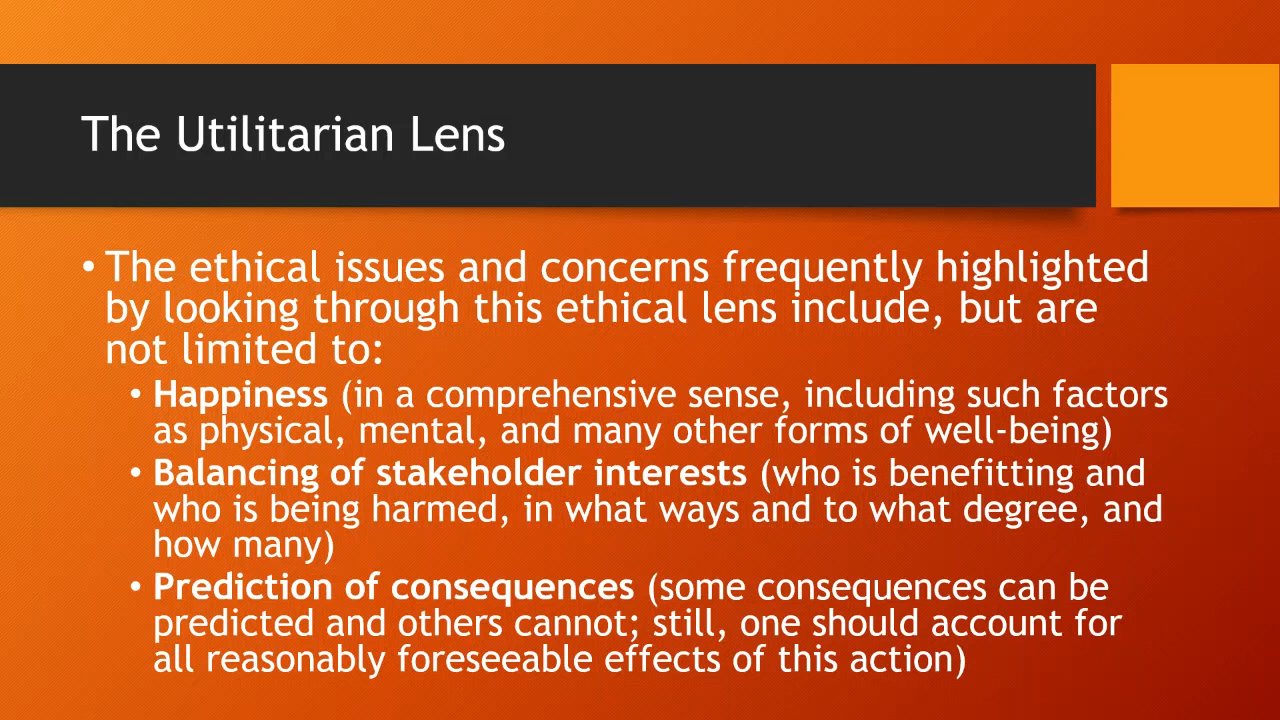 The Utilitarian Lens
• The ethical issues and concerns frequently highlighted
by looking through this ethical lens include, but are
not limited to:
• Happiness (in a comprehensive sense, including such factors
as physical, mental, and many other forms of well-being)
• Balancing of stakeholder interests (who is benefitting and
who is being harmed, in what ways and to what degree, and
how many)
• Prediction of consequences (some consequences can be
predicted and others cannot; still, one should account for
all reasonably foreseeable effects of this action)